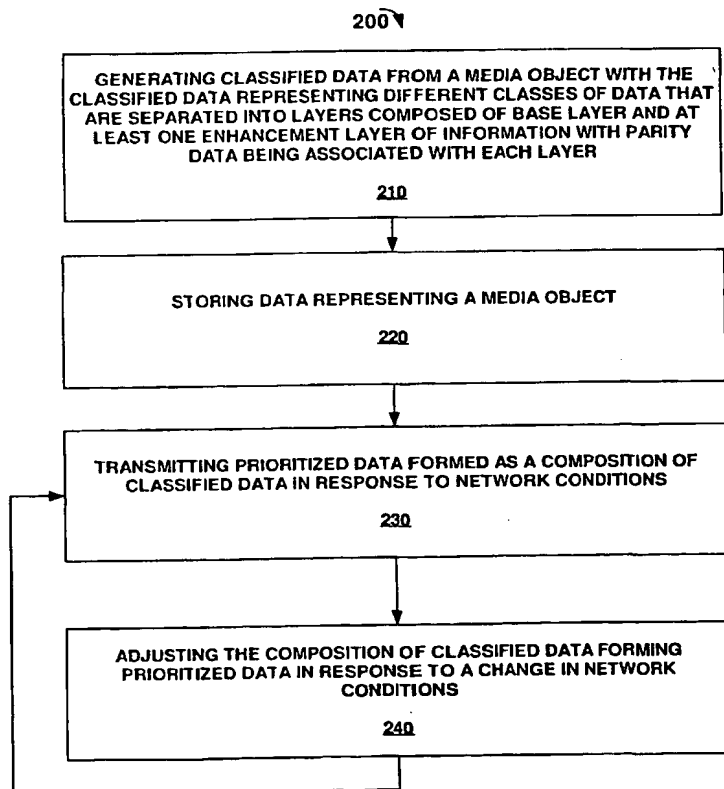 200
GENERATING CLASSIFIED DATA FROM A MEDIA OBJECT WITH THE
CLASSIFIED DATA REPRESENTING DIFFERENT CLASSES OF DATA THAT
ARE SEPARATED INTO LAYERS COMPOSED OF BASE LAYER AND AT
LEAST ONE ENHANCEMENT LAYER OF INFORMATION WITH PARITY
DATA BEING ASSOCIATED WITH EACH LAYER
210
STORING DATA REPRESENTING A MEDIA OBJECT
220
TRANSMITTING PRIORITIZED DATA FORMED AS A COMPOSITION OF
CLASSIFIED DATA IN RESPONSE TO NETWORK CONDITIONS
230
ADJUSTING THE COMPOSITION OF CLASSIFIED DATA FORMING
PRIORITIZED DATA IN RESPONSE TO A CHANGE IN NETWORK
CONDITIONS
240